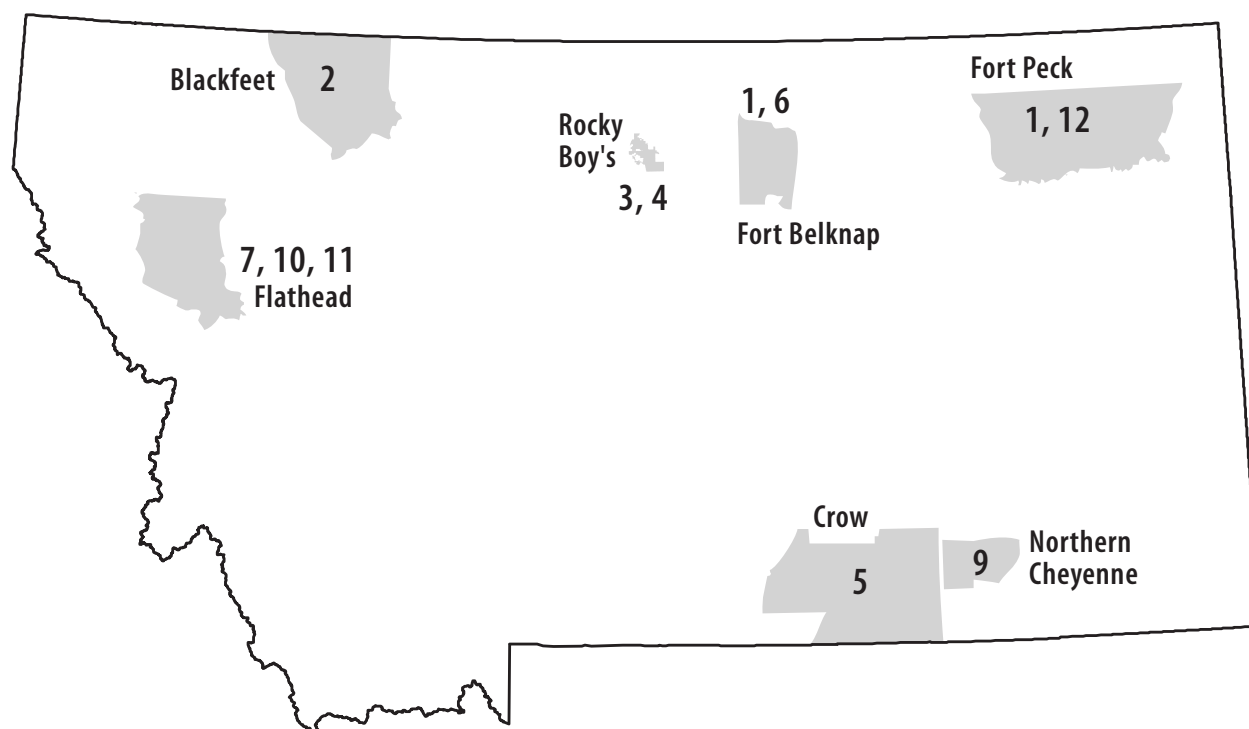 Fort Peck
1, 12
Blackfeet
2
1, 6
Fort Belknap
Rocky
Boy's
3, 4
7, 10, 11
Flathead
Crow
5
9
Northern
Cheyenne